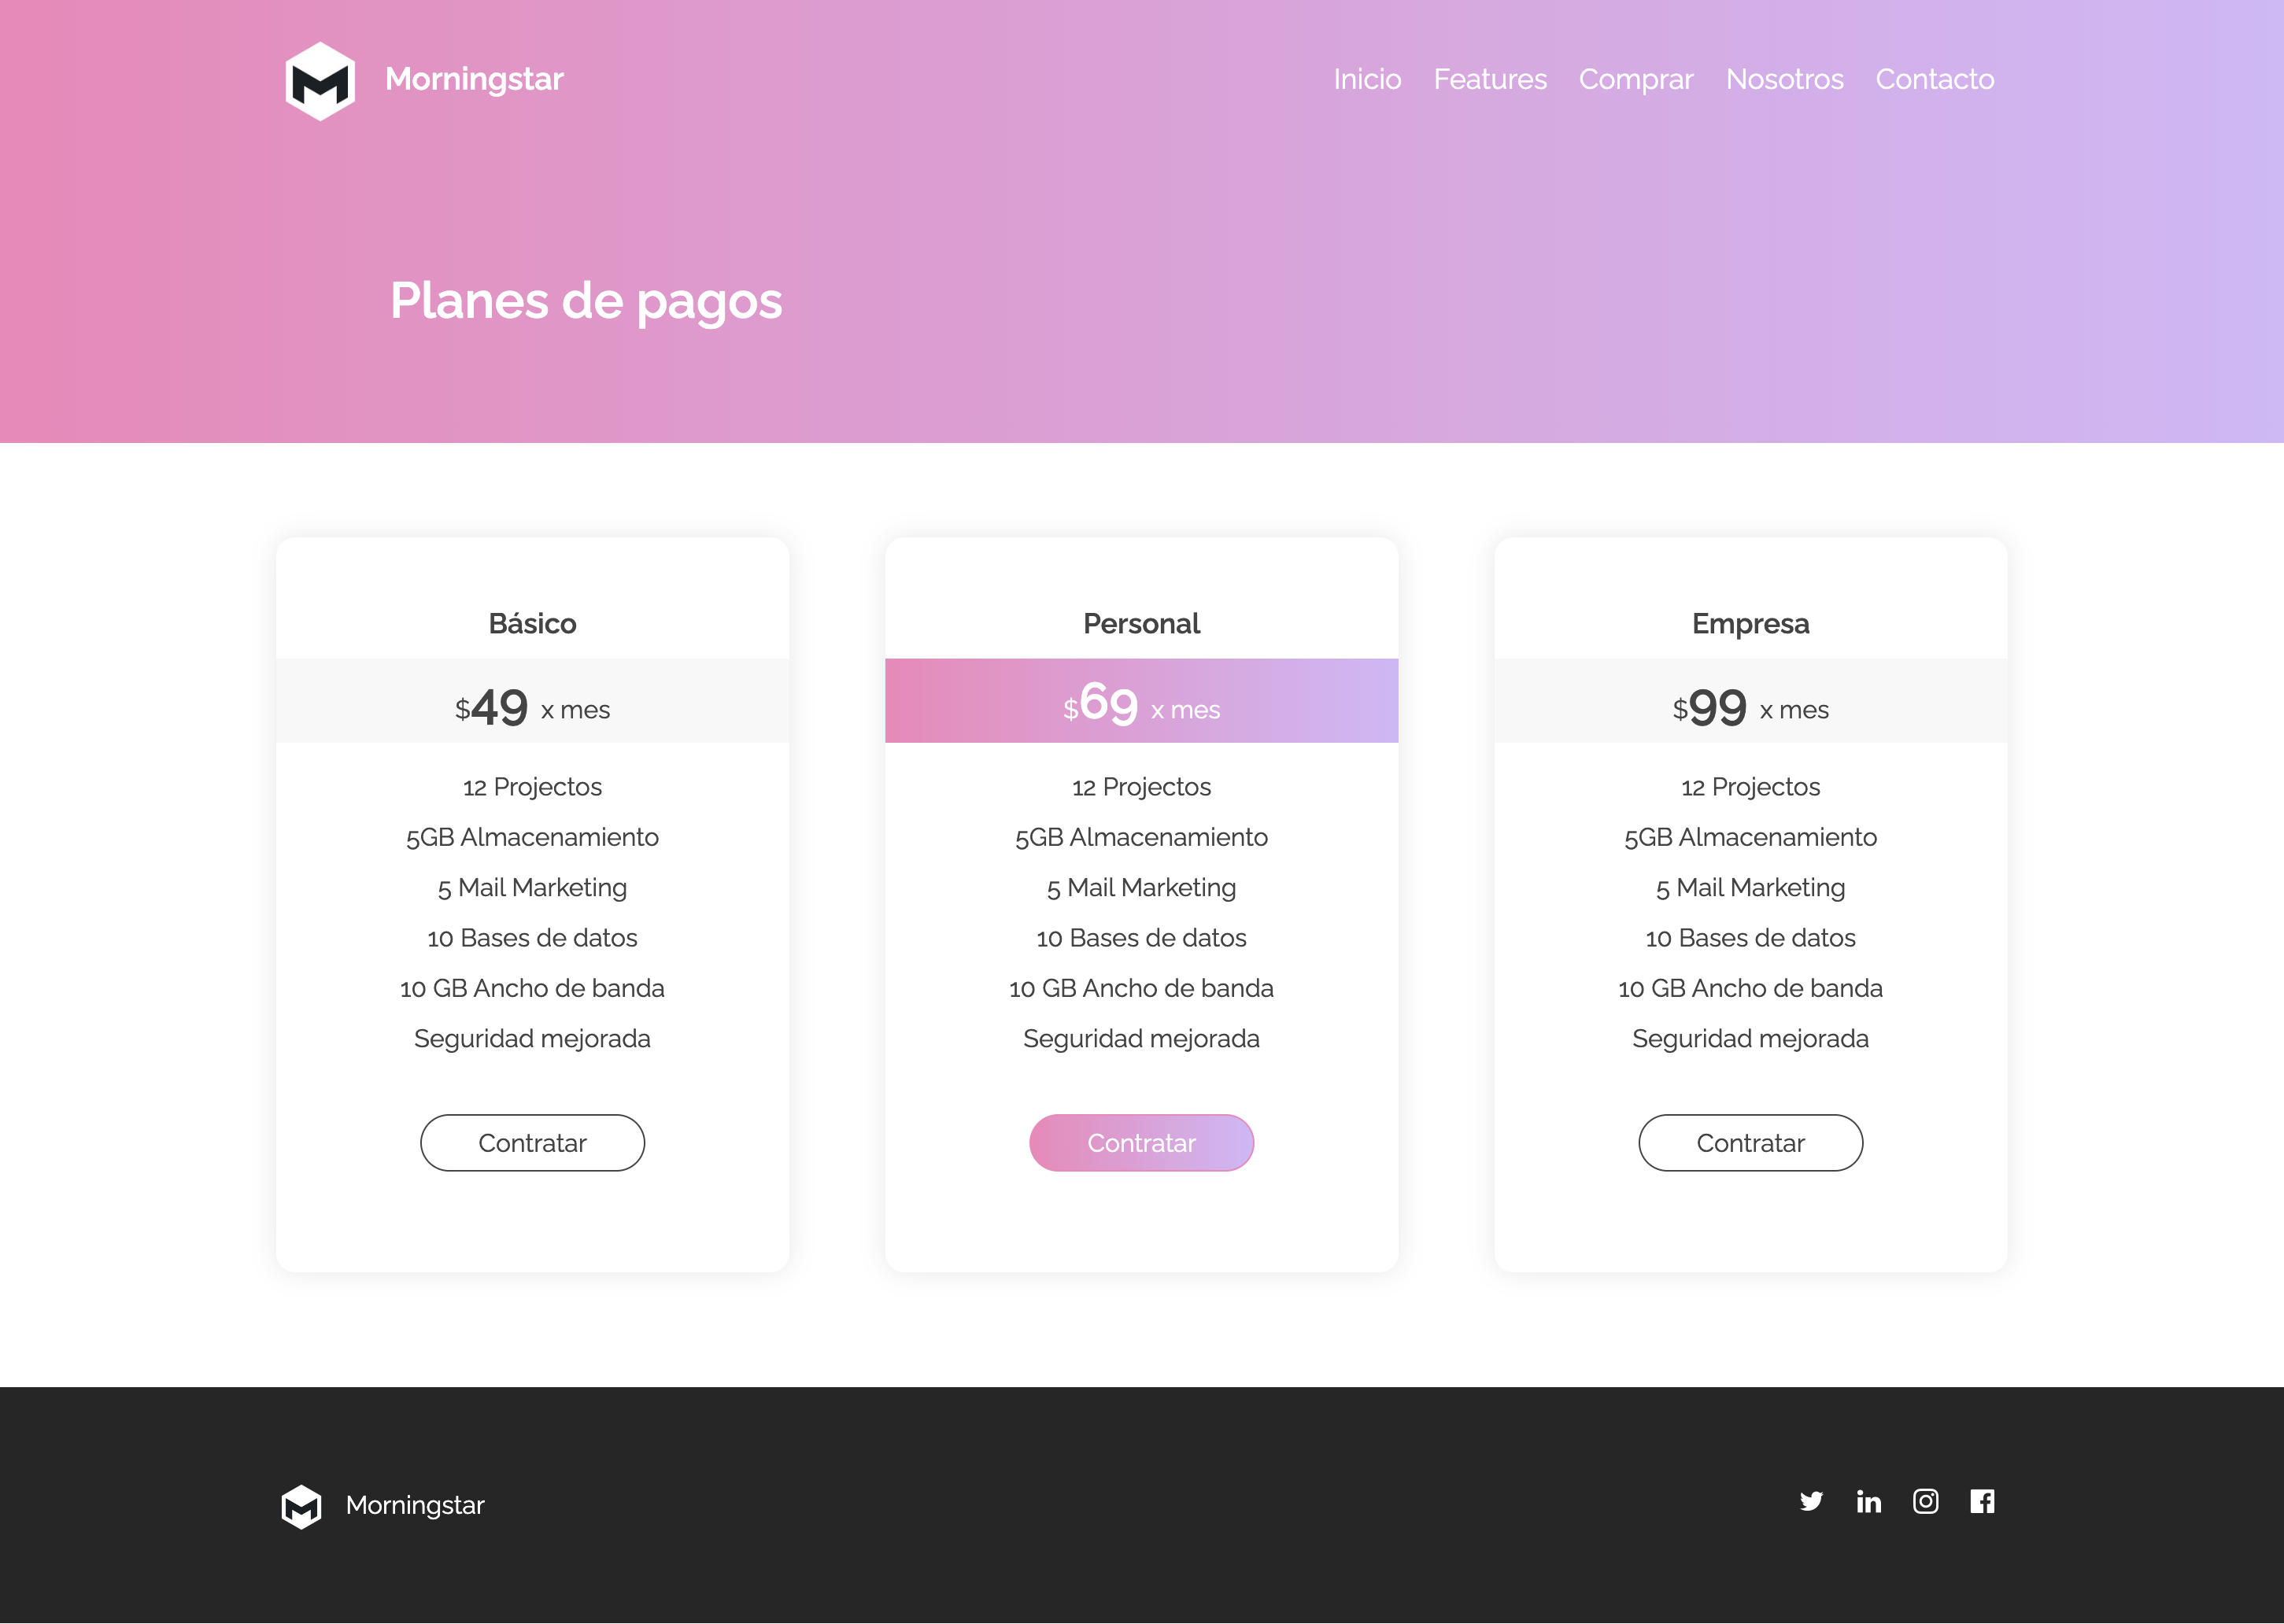 Morningstar
Inicio Features Comprar Nosotros Contacto
Planes de pagos
Básico
$49 x mes
12 Projectos
5GB Almacenamiento
5 Mail Marketing
10 Bases de datos
10 GB Ancho de banda
Seguridad mejorada
Contratar
Personal
$69 x mes
12 Projectos
5GB Almacenamiento
5 Mail Marketing
10 Bases de datos
10 GB Ancho de banda
Seguridad mejorada
Contratar
Empresa
$99 x mes
12 Projectos
5GB Almacenamiento
5 Mail Marketing
10 Bases de datos
10 GB Ancho de banda
Seguridad mejorada
Contratar
Morningstar